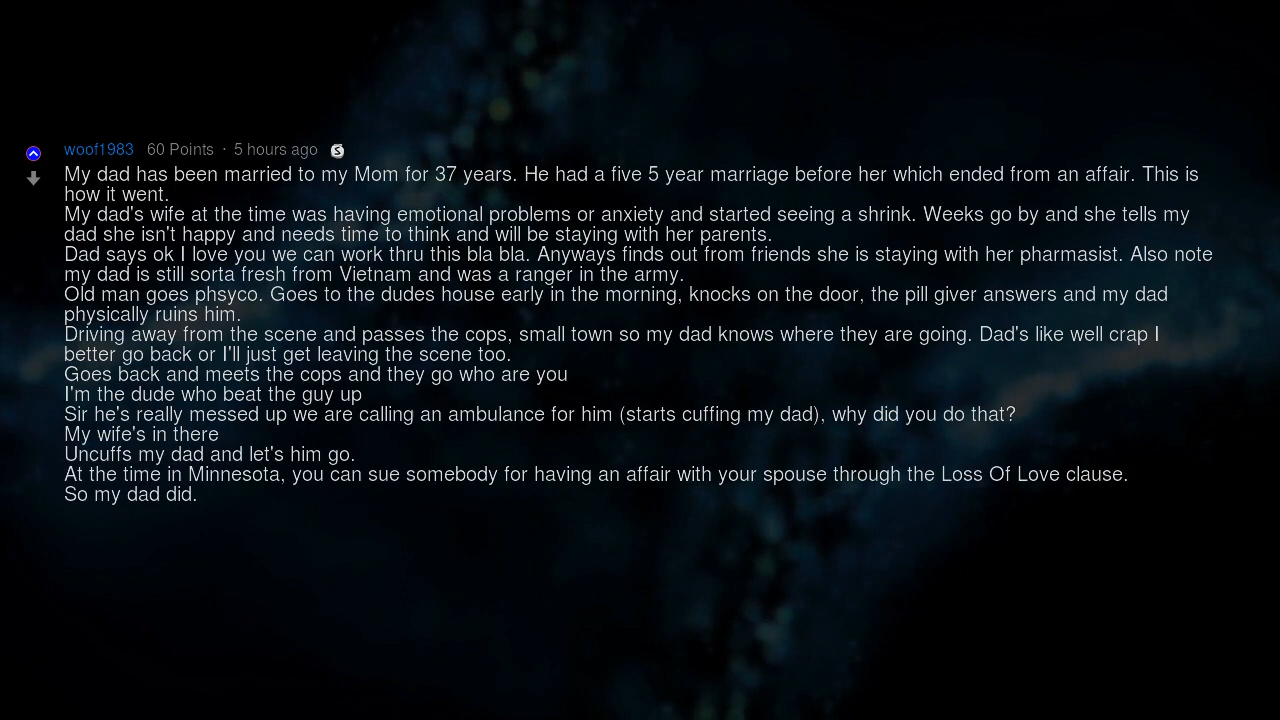 woof1983 60 Points · 5 hours ago
My dad has been married to my Mom for 37 years. He had a five 5 year marriage before her which ended from an affair. This is
how it went.
My dad's wife at the time was having emotional problems or anxiety and started seeing a shrink. Weeks go by and she tells my
dad she isn't happy and needs time to think and will be staying with her parents.
Dad says ok I love you we can work thru this bla bla. Anyways finds out from friends she is staying with her pharmasist. Also note
my dad is still sorta fresh from Vietnam and was a ranger in the army.
Old man goes phsyco. Goes to the dudes house early in the morning, knocks on the door, the pill giver answers and my dad
physically ruins him.
Driving away from the scene and passes the cops, small town so my dad knows where they are going. Dad's like well crap I
better go back or I'll just get leaving the scene too.
Goes back and meets the cops and they go who are you
I'm the dude who beat the guy up
Sir he's really messed up we are calling an ambulance for him (starts cuffing my dad), why did you do that?
My wife's in there
Uncuffs my dad and let's him go.
At the time in Minnesota, you can sue somebody for having an affair with your spouse through the Loss Of Love clause.
So my dad did.